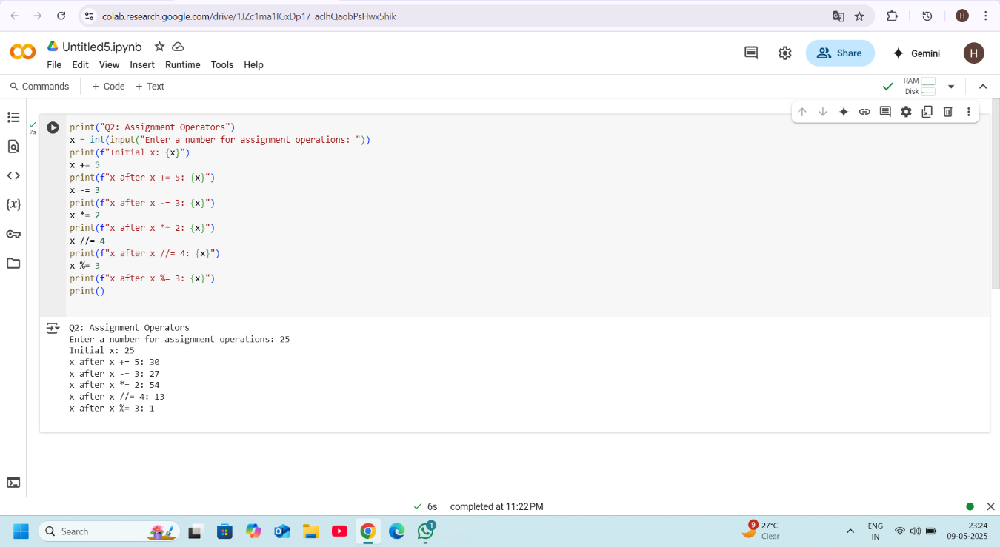 colab.research.google.com/drive/1JZc1ma1IGxDp17_adhQaobPsHwx5hik
H
Untitled5.ipynb
File Edit View Insert Runtime Tools Help
Share
Gemini
H
Commands
+ Code + Text
RAM
Disk
7s
print("Q2: Assignment Operators")
x = int(input("Enter a number for assignment operations: "))
print(f"Initial x: {x}")
x += 5
print(f"x after x += 5: {x}")
x -= 3
print(f"x after x -= 3: {x}")
x *= 2
print(f"x after x *= 2: {x}")
x //= 4
print(f"x after x //= 4: {x}")
x %= 3
print(f"x after x %= 3: {x}")
print()
Q2: Assignment Operators
Enter a number for assignment operations: 25
Initial x: 25
x after x += 5: 30
x after x -= 3: 27
x after x *= 2: 54
x after x //= 4: 13
x after x %= 3: 1
6s completed at 11:22 PM
Search
1
9
27°C
Clear
ENG
IN
23:24
09-05-2025